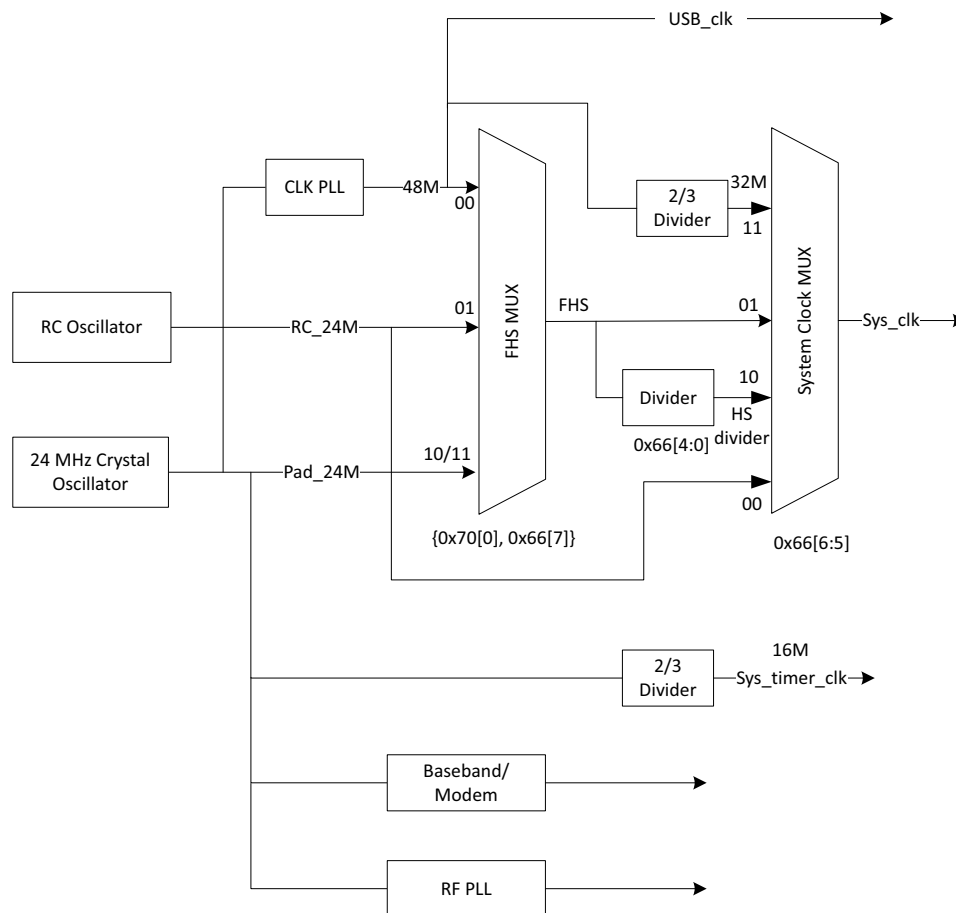 USB_clk
CLK PLL
48M
00
2/3
Divider
32M
11
RC Oscillator
RC_24M
01
FHS MUX
FHS
01
System Clock MUX
Sys_clk
Divider
10
HS
divider
0x66[4:0]
24 MHz Crystal
Oscillator
Pad_24M
10/11
00
{0x70[0], 0x66[7]}
0x66[6:5]
2/3
Divider
16M
Sys_timer_clk
Baseband/
Modem
RF PLL